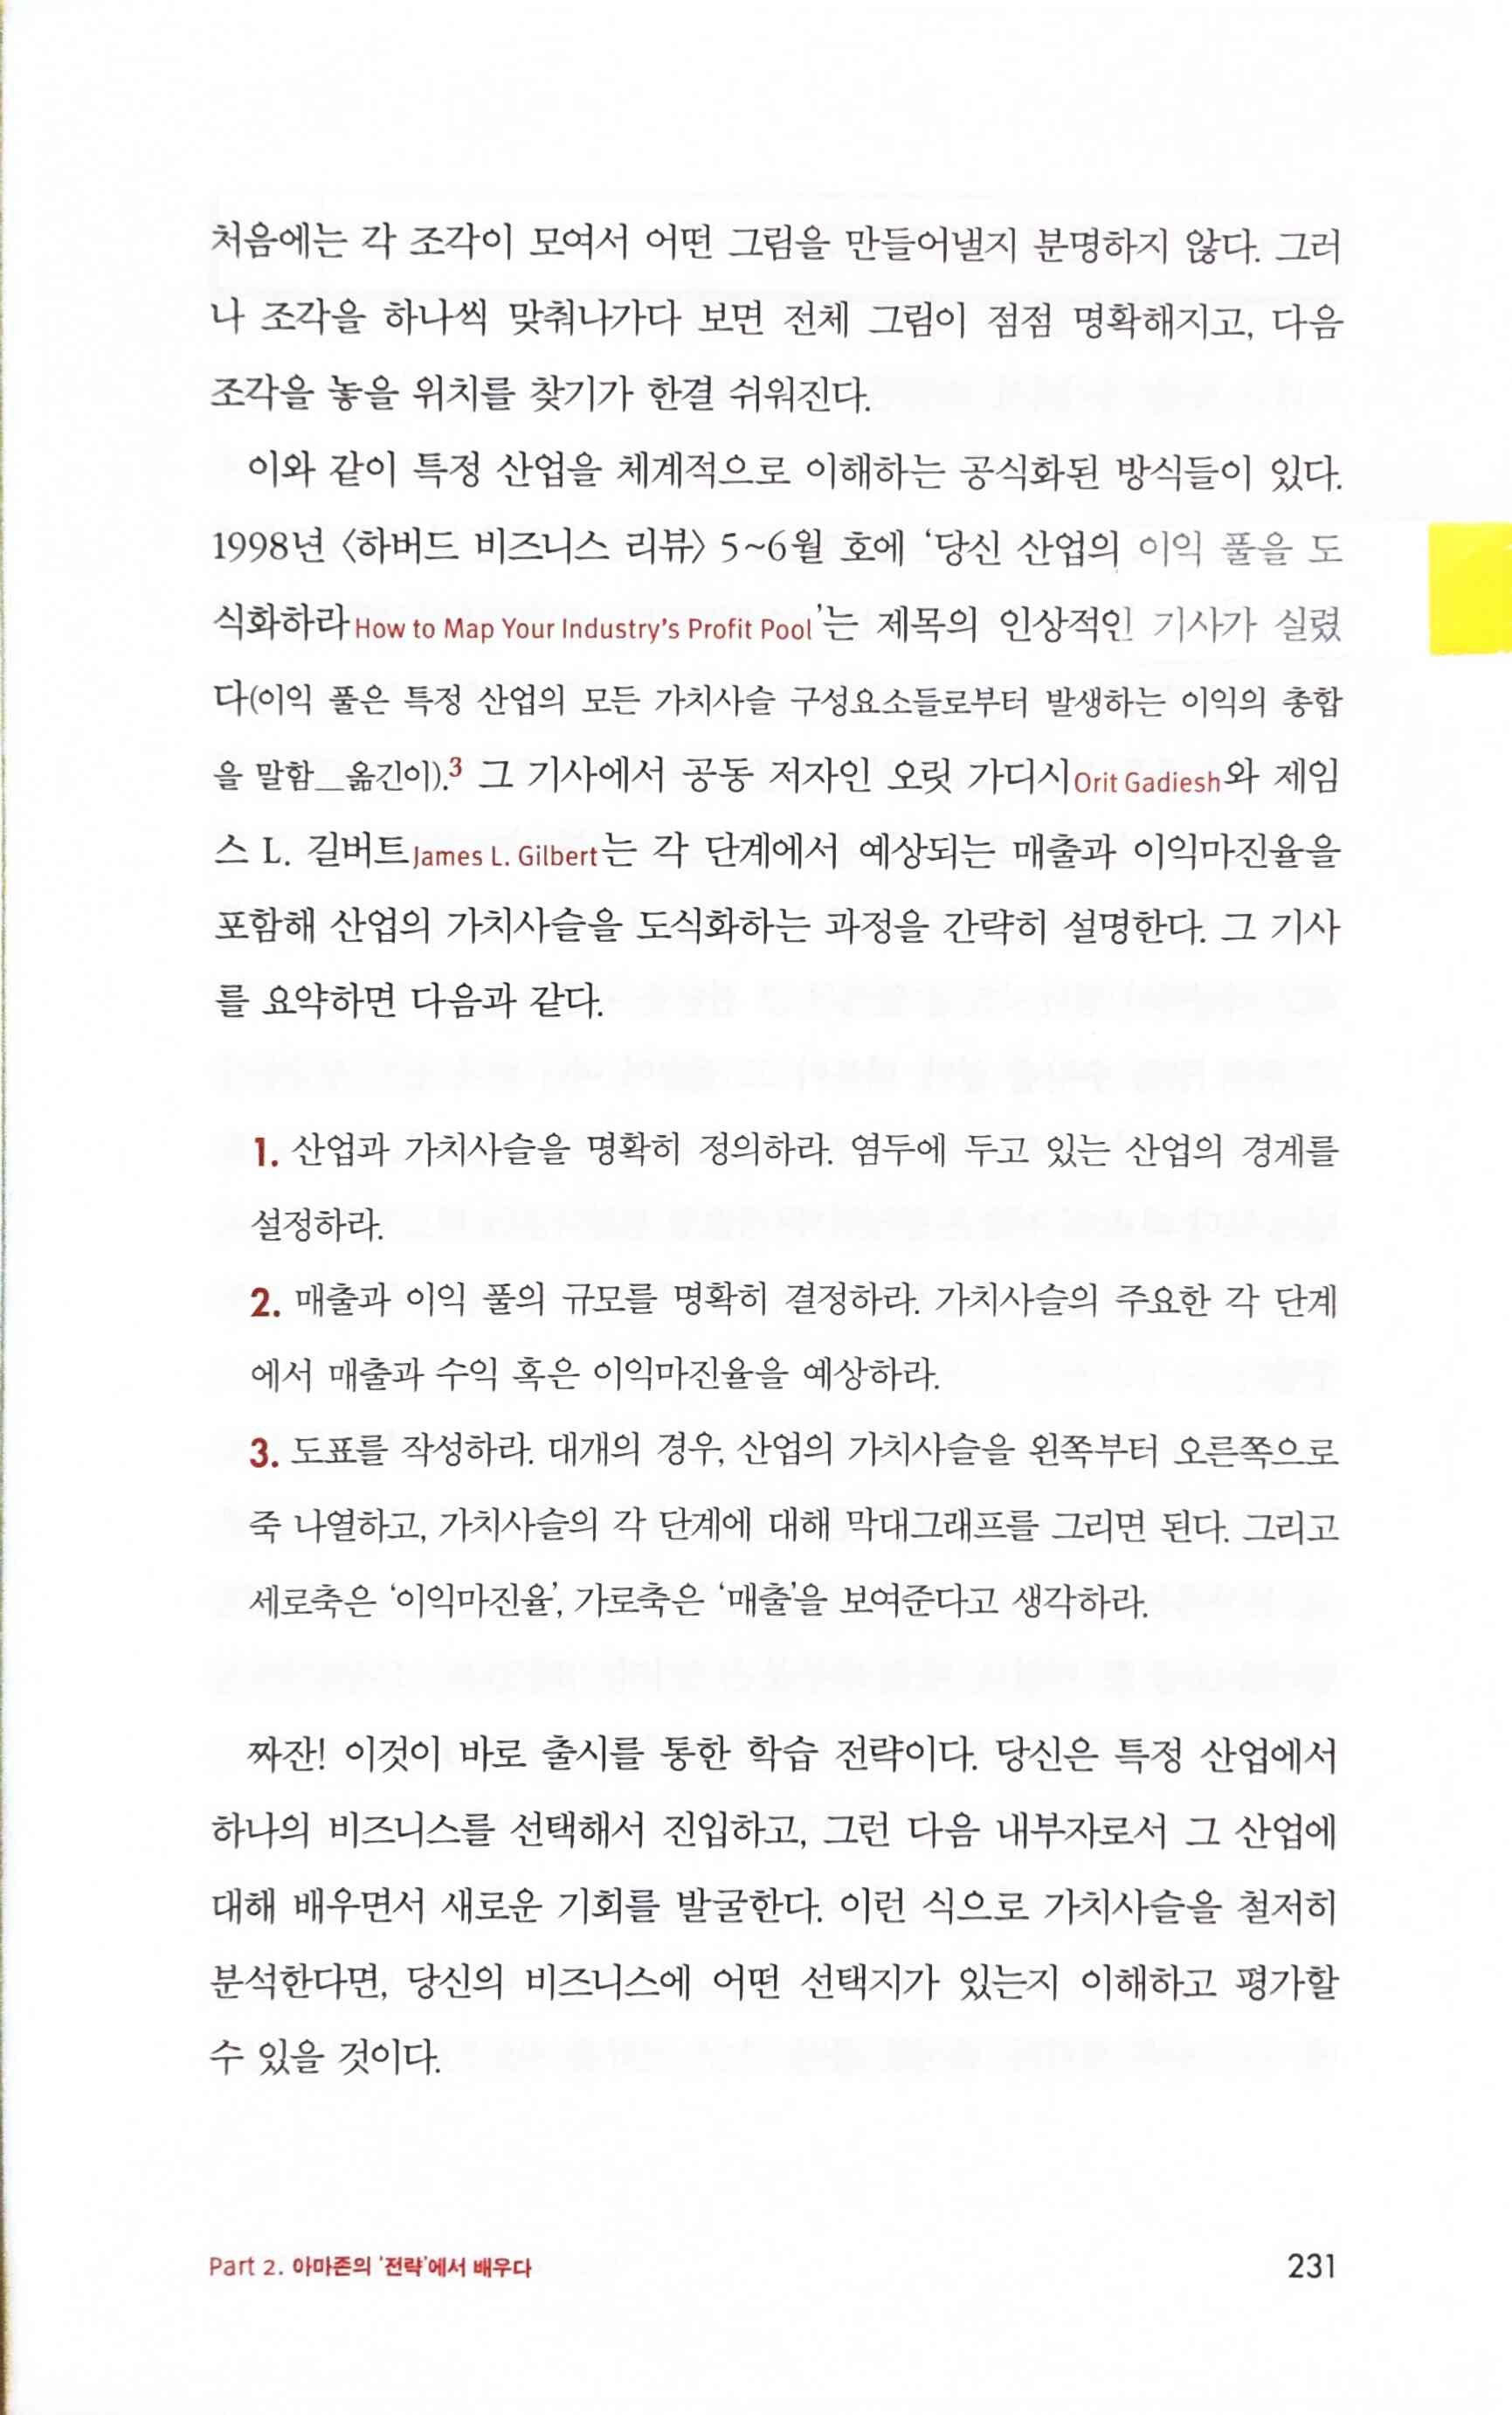 처음에는 각 조각이 모여서 어떤 그림을 만들어낼지 분명하지 않다. 그러
나 조각을 하나씩 맞춰나가다 보면 전체 그림이 점점 명확해지고, 다음
조각을 놓을 위치를 찾기가 한결 쉬워진다.
이와 같이 특정 산업을 체계적으로 이해하는 공식화된 방식들이 있다.
1998년 〈하버드 비즈니스 리뷰〉 5~6월 호에 ‘당신 산업의 이익 풀을 도
식화하라How to Map Your Industry's Profit Pool’는 제목의 인상적인 기사가 실렸
다(이익 풀은 특정 산업의 모든 가치사슬 구성요소들로부터 발생하는 이익의 총합
을 말함_옮긴이).3 그 기사에서 공동 저자인 오릿 가디시Orit Gadiesh와 제임
스 L. 길버트James L. Gilbert는 각 단계에서 예상되는 매출과 이익마진율을
포함해 산업의 가치사슬을 도식화하는 과정을 간략히 설명한다. 그 기사
를 요약하면 다음과 같다.
1. 산업과 가치사슬을 명확히 정의하라. 염두에 두고 있는 산업의 경계를
설정하라.
2. 매출과 이익 풀의 규모를 명확히 결정하라. 가치사슬의 주요한 각 단계
에서 매출과 수익 혹은 이익마진율을 예상하라.
3. 도표를 작성하라. 대개의 경우, 산업의 가치사슬을 왼쪽부터 오른쪽으로
죽 나열하고, 가치사슬의 각 단계에 대해 막대그래프를 그리면 된다. 그리고
세로축은 ‘이익마진율’, 가로축은 ‘매출’을 보여준다고 생각하라.
짜잔! 이것이 바로 출시를 통한 학습 전략이다. 당신은 특정 산업에서
하나의 비즈니스를 선택해서 진입하고, 그런 다음 내부자로서 그 산업에
대해 배우면서 새로운 기회를 발굴한다. 이런 식으로 가치사슬을 철저히
분석한다면, 당신의 비즈니스에 어떤 선택지가 있는지 이해하고 평가할
수 있을 것이다.
Part 2. 아마존의 ‘전략’에서 배우다
231